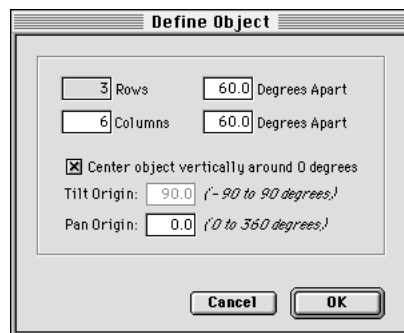 Define Object
3 Rows 60.0 Degrees Apart
6 Columns 60.0 Degrees Apart
Center object vertically around 0 degrees
Tilt Origin: 90.0 (-90 to 90 degrees.)
Pan Origin: 0.0 (0 to 360 degrees.)
Cancel OK